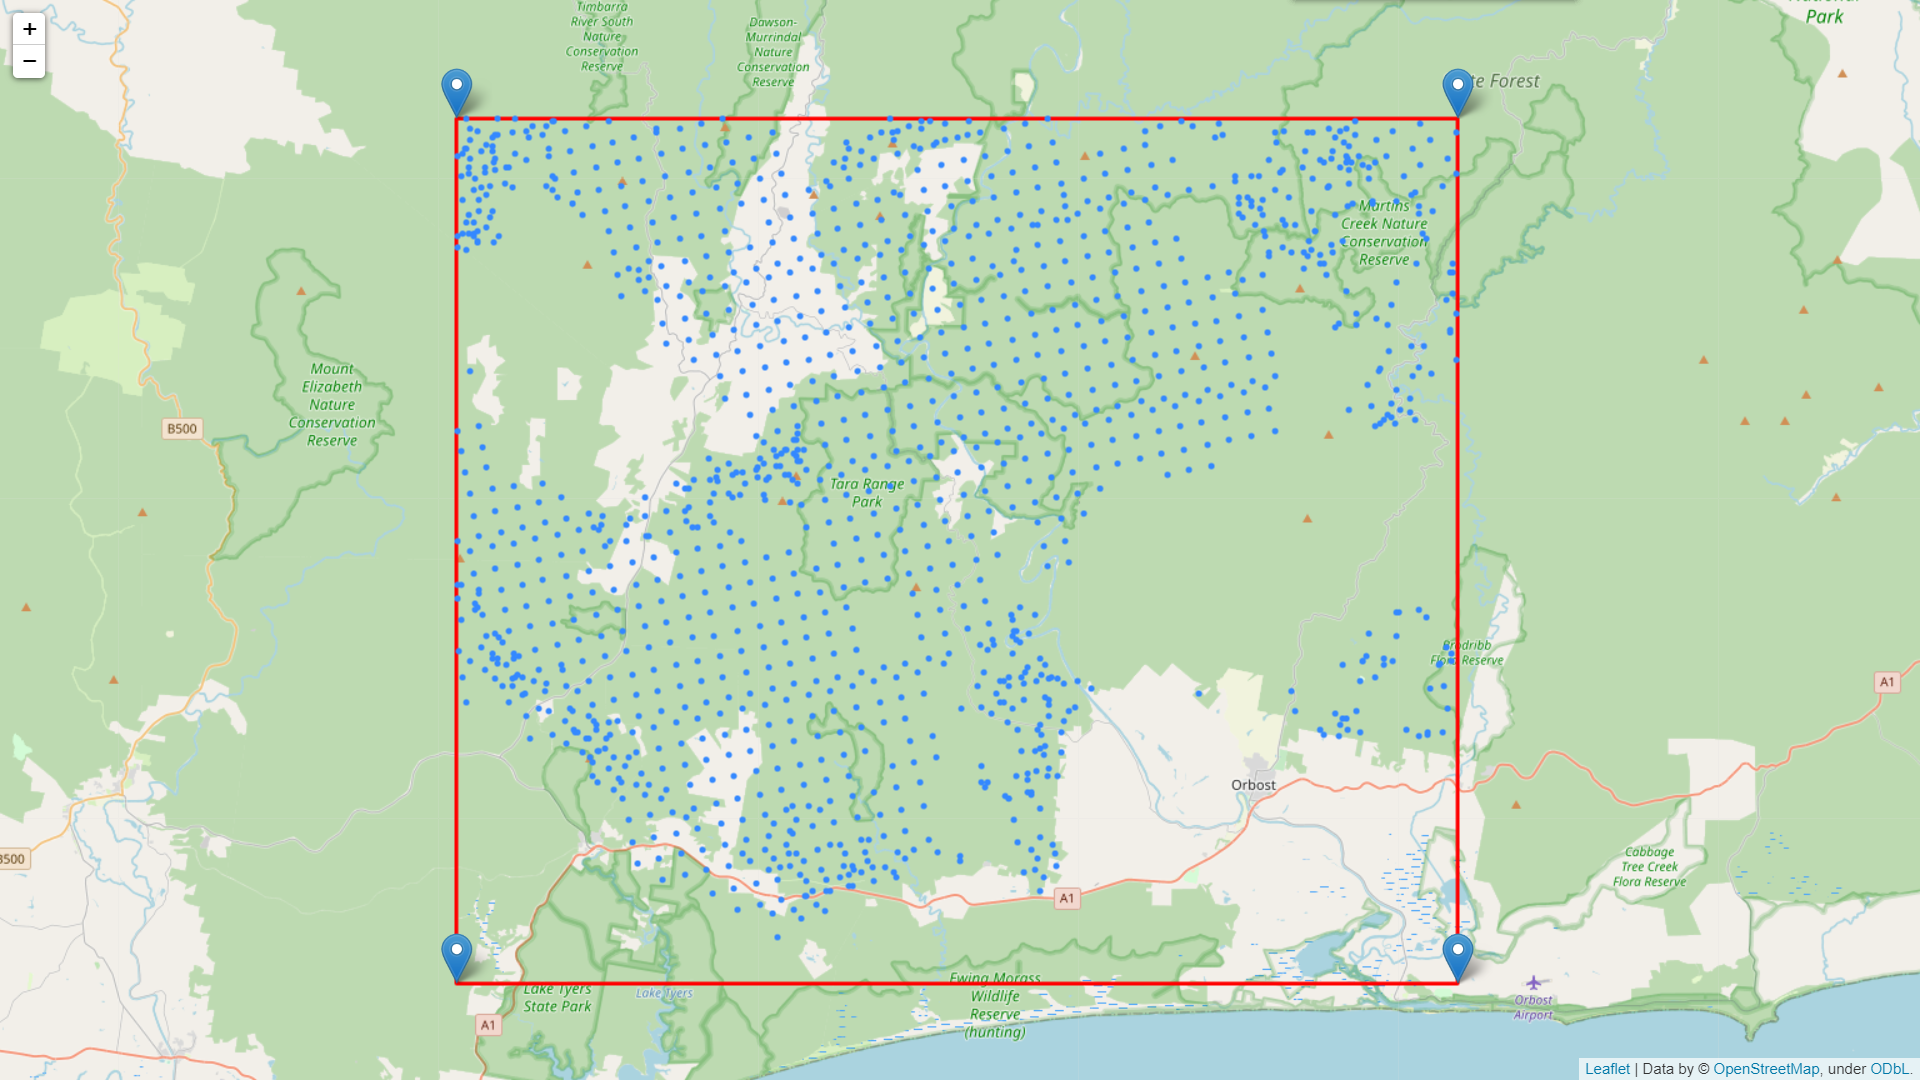 +
−
Timbarra
River South
Nature
Conservation
Reserve
Dawson-
Murrindal
Nature
Conservation
Reserve
Park
te Forest
Martins
Creek Nature
Conservation
Reserve
Mount
Elizabeth
Nature
Conservation
Reserve
B500
Tara Range
Park
Brodribb
Flora Reserve
A1
Orbost
B500
Cabbage
Tree Creek
Flora Reserve
A1
Lake Tyers
State Park
Lake Tyers
Ewing Morass
Wildlife
Reserve
(hunting)
Orbost
Airport
A1
Leaflet | Data by © OpenStreetMap, under ODbL.